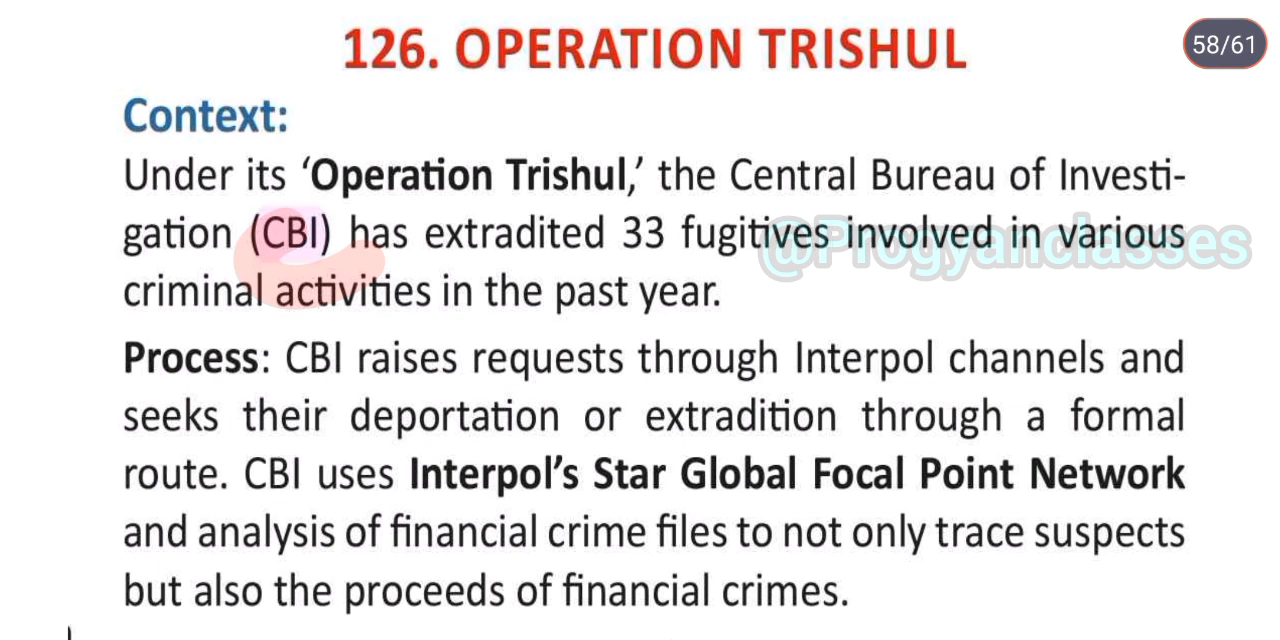 126. OPERATION TRISHUL
58/61
Context:
Under its ‘Operation Trishul,’ the Central Bureau of Investi-
gation (CBI) has extradited 33 fugitives involved in various
@Progyanclasses
criminal activities in the past year.
Process: CBI raises requests through Interpol channels and
seeks their deportation or extradition through a formal
route. CBI uses Interpol’s Star Global Focal Point Network
and analysis of financial crime files to not only trace suspects
but also the proceeds of financial crimes.